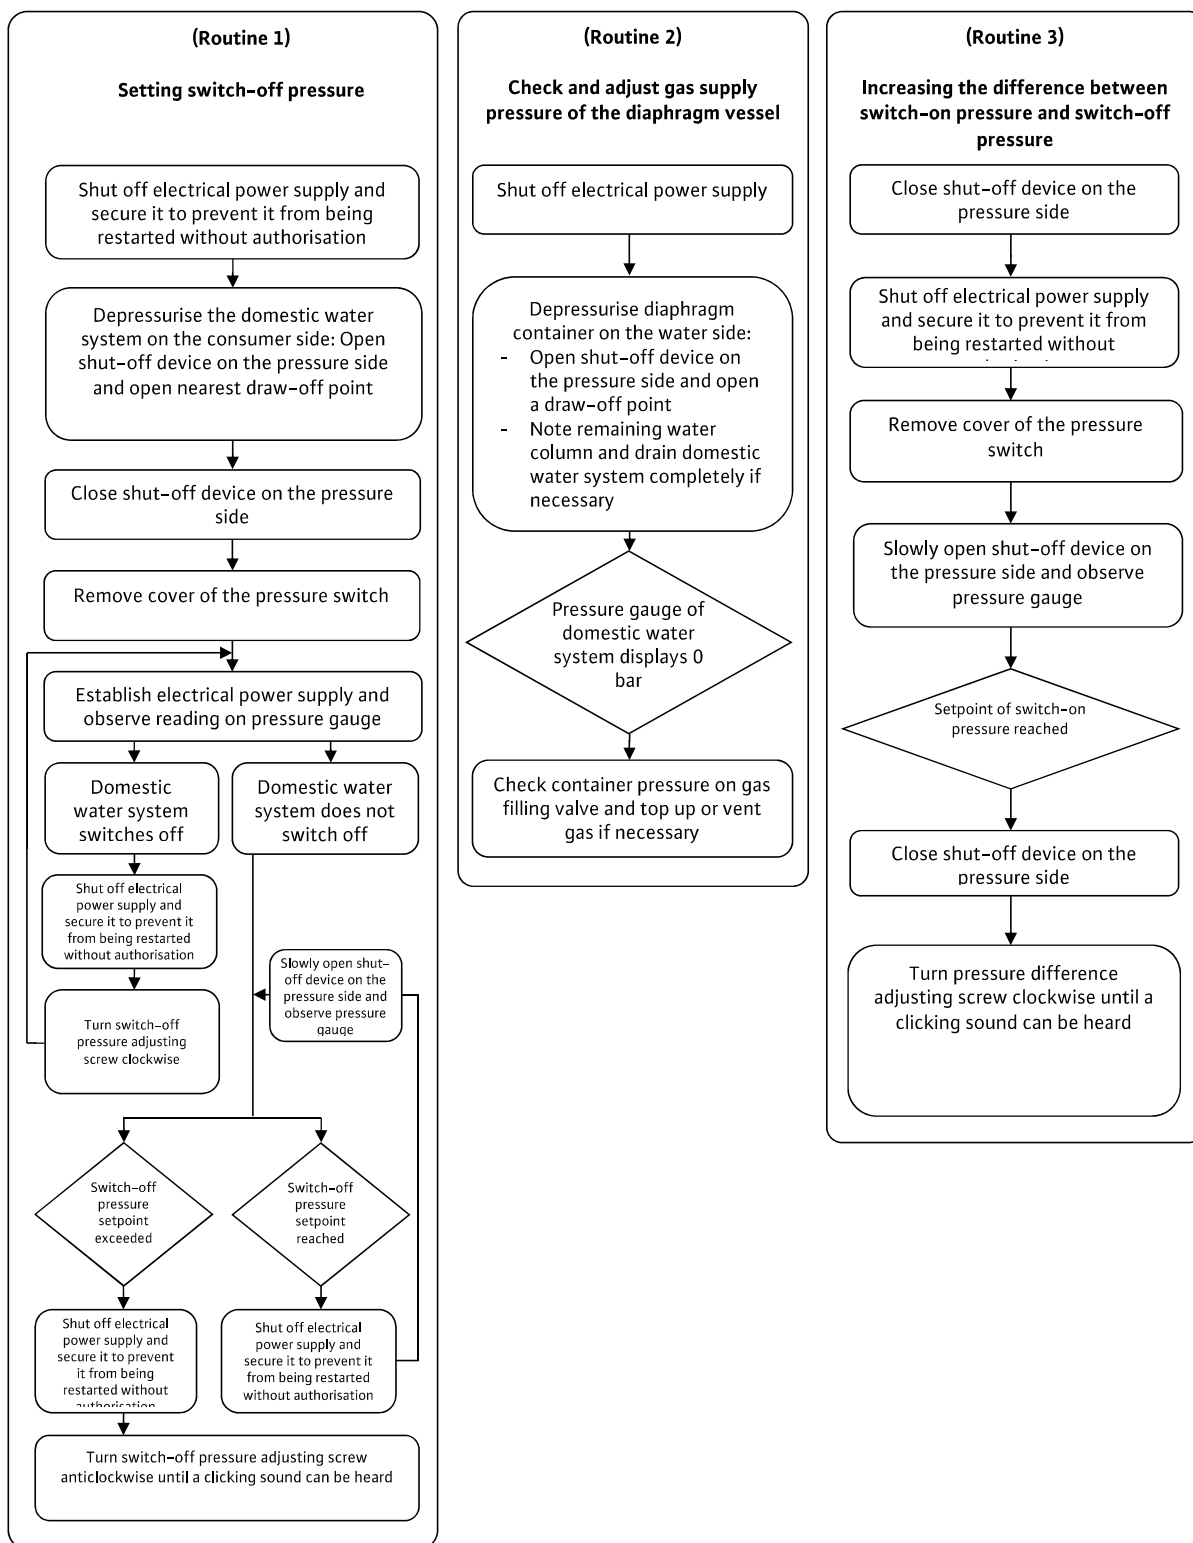 (Routine 1)
Setting switch-off pressure
Shut off electrical power supply and
secure it to prevent it from being
restarted without authorisation
Depressurise the domestic water
system on the consumer side: Open
shut-off device on the pressure side
and open nearest draw-off point
Close shut-off device on the pressure
side
Remove cover of the pressure switch
Establish electrical power supply and
observe reading on pressure gauge
Domestic
water system
switches off
Domestic water
system does not
switch off
Shut off electrical
power supply and
secure it to prevent it
from being restarted
without authorisation
Slowly open shut-
off device on the
pressure side and
observe pressure
gauge
Turn switch-off
pressure adjusting
screw clockwise
Switch-off
pressure
setpoint
exceeded
Switch-off
pressure
setpoint
reached
Shut off electrical
power supply and
secure it to prevent
it from being
restarted without
authorisation
Shut off electrical
power supply and
secure it to prevent it
from being restarted
without authorisation
Turn switch-off pressure adjusting screw
anticlockwise until a clicking sound can be heard
(Routine 2)
Check and adjust gas supply
pressure of the diaphragm vessel
Shut off electrical power supply
Depressurise diaphragm
container on the water side:
- Open shut-off device on
the pressure side and open
a draw-off point
- Note remaining water
column and drain domestic
water system completely if
necessary
Pressure gauge of
domestic water
system displays 0
bar
Check container pressure on gas
filling valve and top up or vent
gas if necessary
(Routine 3)
Increasing the difference between
switch-on pressure and switch-off
pressure
Close shut-off device on the
pressure side
Shut off electrical power supply
and secure it to prevent it from
being restarted without
Remove cover of the pressure
switch
Slowly open shut-off device on
the pressure side and observe
pressure gauge
Setpoint of switch-on
pressure reached
Close shut-off device on the
pressure side
Turn pressure difference
adjusting screw clockwise until a
clicking sound can be heard